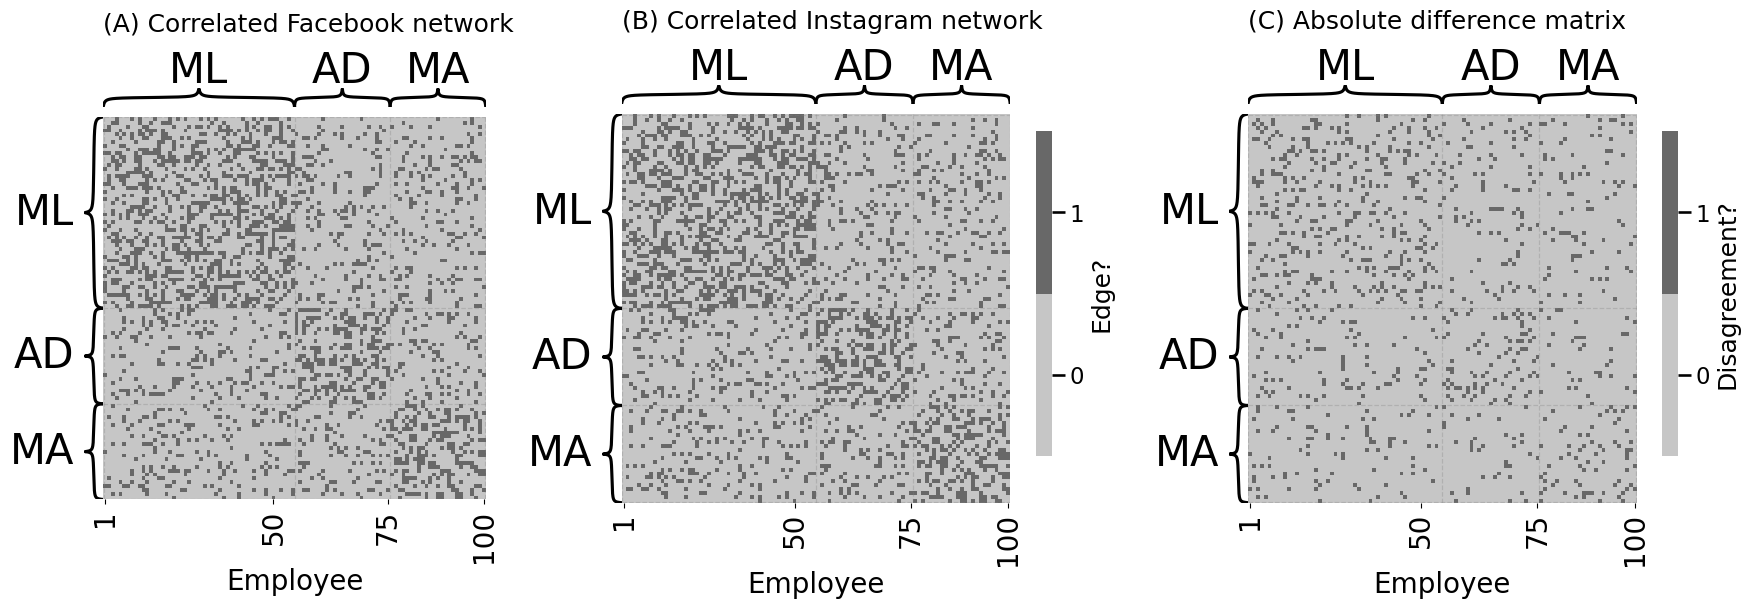 (A) Correlated Facebook network
ML AD MA
ML
AD
MA
1 50 75 100
Employee
(B) Correlated Instagram network
ML AD MA
ML
AD
MA
1 50 75 100
Employee
1
0
Edge?
(C) Absolute difference matrix
ML AD MA
ML
AD
MA
1 50 75 100
Employee
1
0
Disagreement?